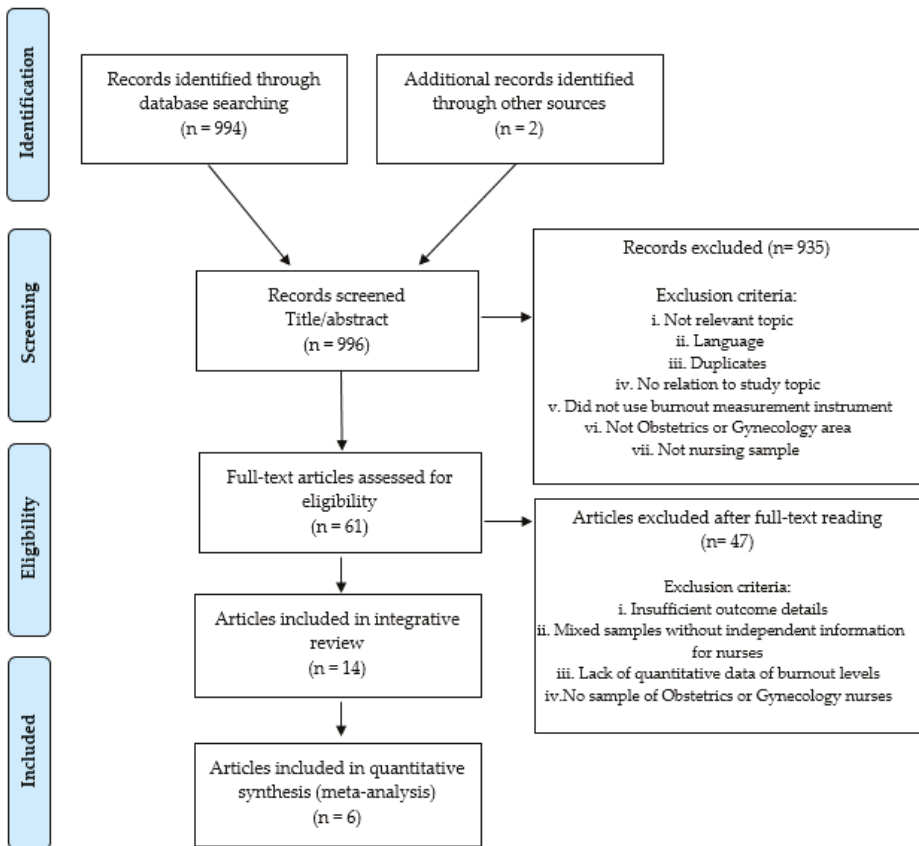 Identification
Records identified through
database searching
(n = 994)
Additional records identified
through other sources
(n = 2)
Screening
Records screened
Title/abstract
(n = 996)
Records excluded (n= 935)
Exclusion criteria:
i. Not relevant topic
ii. Language
iii. Duplicates
iv. No relation to study topic
v. Did not use burnout measurement instrument
vi. Not Obstetrics or Gynecology area
vii. Not nursing sample
Eligibility
Full-text articles assessed for
eligibility
(n = 61)
Articles excluded after full-text reading
(n= 47)
Exclusion criteria:
i. Insufficient outcome details
ii. Mixed samples without independent information
for nurses
iii. Lack of quantitative data of burnout levels
iv.No sample of Obstetrics or Gynecology nurses
Articles included in integrative
review
(n = 14)
Included
Articles included in quantitative
synthesis (meta-analysis)
(n = 6)